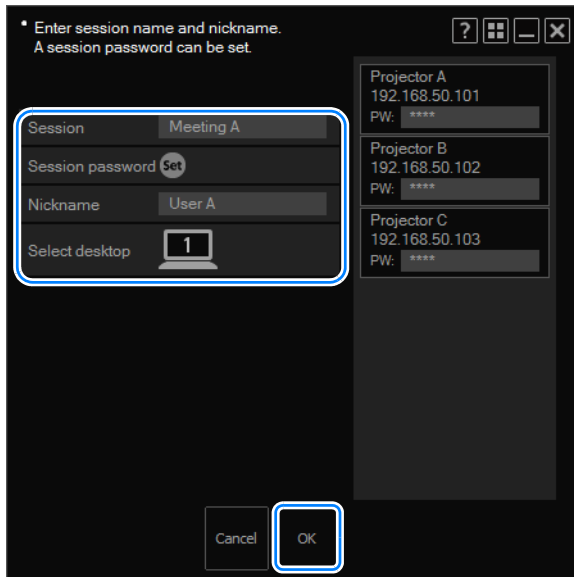 • Enter session name and nickname.
A session password can be set.
?
Session Meeting A
Session password Set
Nickname User A
Select desktop 1
Projector A
192.168.50.101
PW: ****
Projector B
192.168.50.102
PW: ****
Projector C
192.168.50.103
PW: ****
Cancel OK